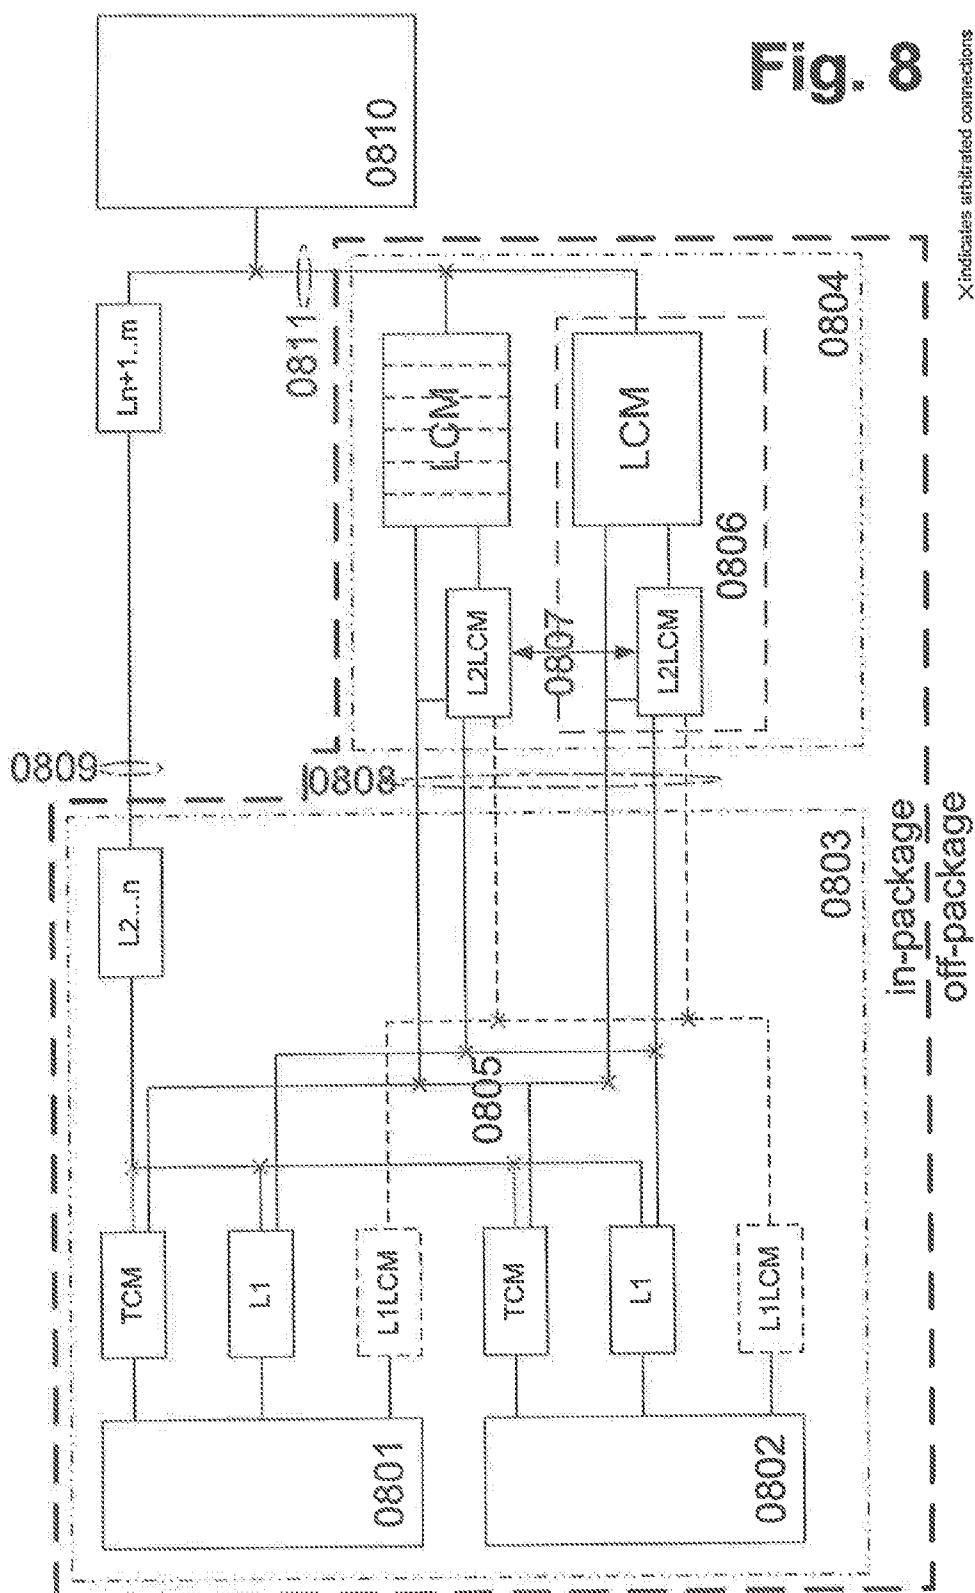 Fig. 8
X indicates arbitrated connections
0810
Ln+1..m
0811
LCM
LCM
0804
0806
L2LCM
0807
L2LCM
0809
0808
L2...n
0803
in-package
off-package
0805
TCM
L1
L1LCM
TCM
L1
L1LCM
0801
0802